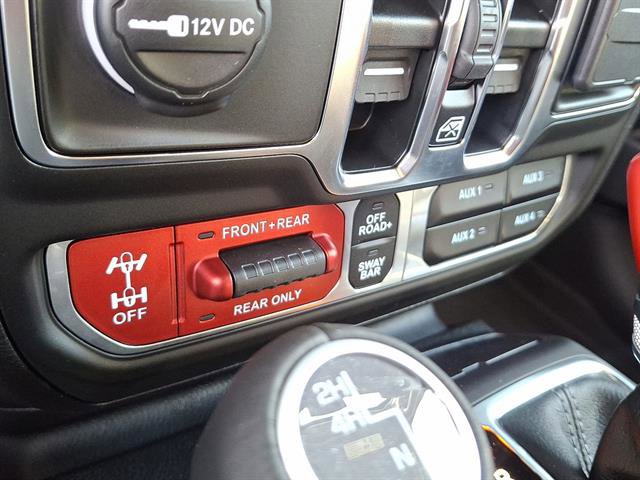 12V DC
FRONT+REAR
OFF
REAR ONLY
OFF
ROAD+
SWAY
BAR
AUX 1
AUX 3
AUX 2
AUX 4
2H
4H
N